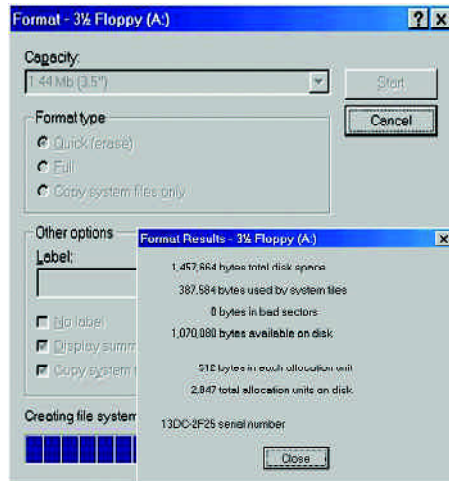 Format - 3½ Floppy (A:)
Capacity:
1.44 Mb (3.5")
Start
Cancel
Format type
Quick (erase)
Full
Copy system files only
Other options
Label:
No label
Display summ
Copy system
Creating file system
Format Results - 3½ Floppy (A:)
1,457,664 bytes total disk space
387,584 bytes used by system files
0 bytes in bad sectors
1,070,080 bytes available on disk
512 bytes in each allocation unit
2,847 total allocation units on disk
13DC-2F25 serial number
Close